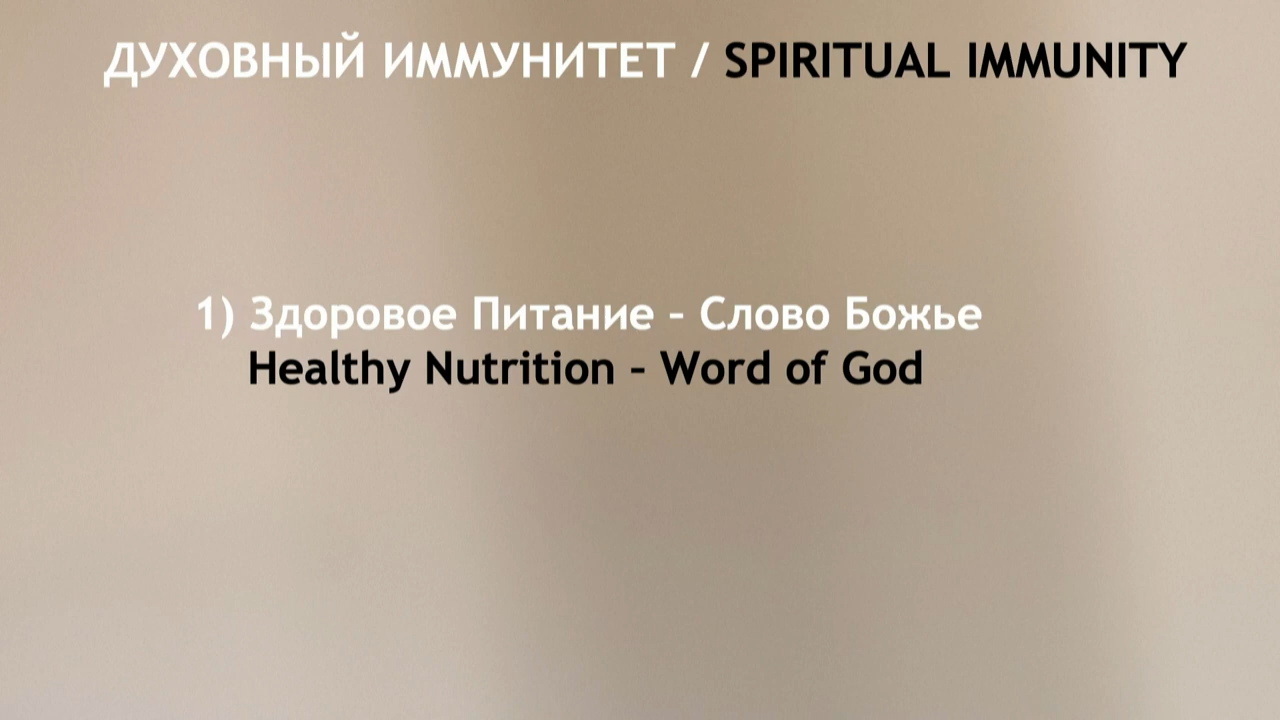 ДУХОВНЫЙ ИММУНИТЕТ / SPIRITUAL IMMUNITY
1) Здоровое Питание – Слово Божье
Healthy Nutrition – Word of God